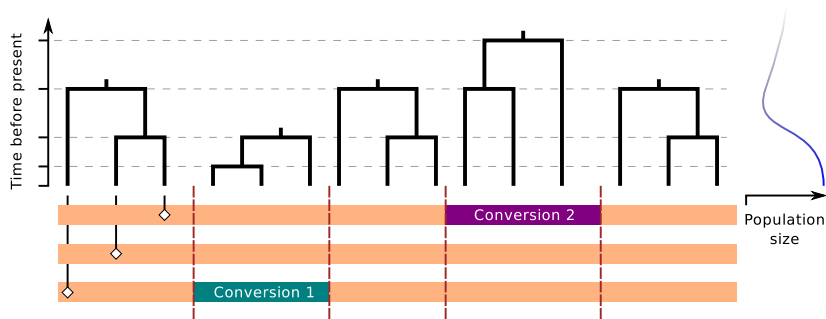 Time before present
Conversion 2
Conversion 1
Population
size